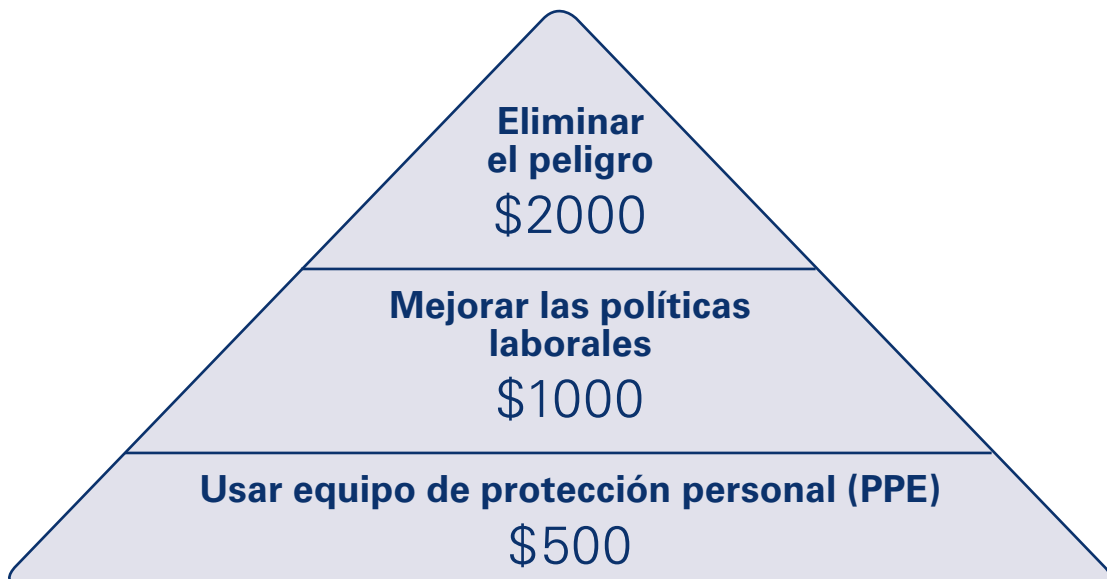 Eliminar
el peligro
$2000
Mejorar las políticas
laborales
$1000
Usar equipo de protección personal (PPE)
$500